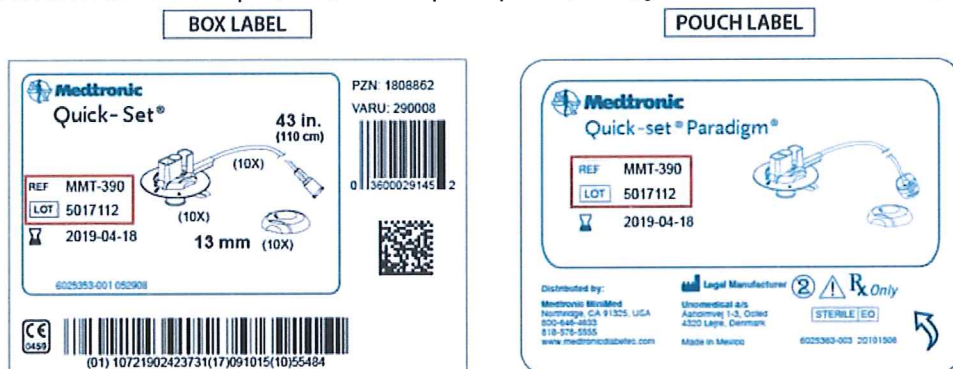 BOX LABEL
Medtronic
Quick-Set®
43 in.
(110 cm)
(10X)
REF MMT-390
LOT 5017112
(10X)
2019-04-18
13 mm (10X)
6025353-001 052908
PZN: 1808862
VARU: 290008
0 13600029145 2
CE
0459
(01) 10721902423731(17)091015(10)55484
POUCH LABEL
Medtronic
Quick-set® Paradigm®
REF MMT-390
LOT 5017112
2019-04-18
Distributed by:
Medtronic MiniMed
Northridge, CA 91325, USA
800-646-4633
818-576-5555
www.medtronicdiabetes.com
Legal Manufacturer
Unomedical a/s
Aaholmvej 1-3, Osted
4320 Lejre, Denmark
Made in Mexico
2
Rx Only
STERILE EO
6025363-003 20101508